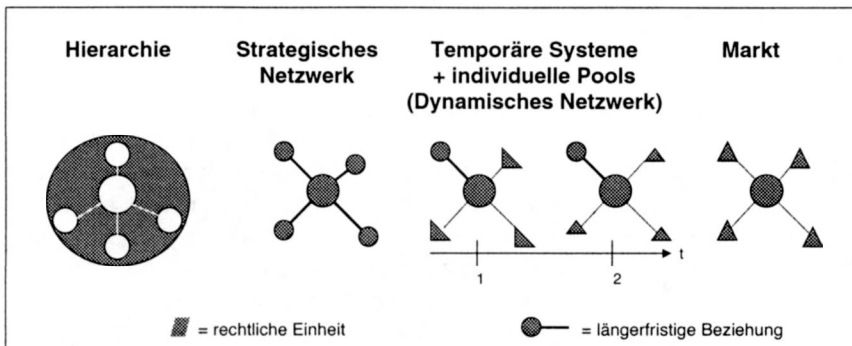 Hierarchie
Strategisches
Netzwerk
Temporäre Systeme
+ individuelle Pools
(Dynamisches Netzwerk)
Markt
t
1
2
= rechtliche Einheit
= längerfristige Beziehung